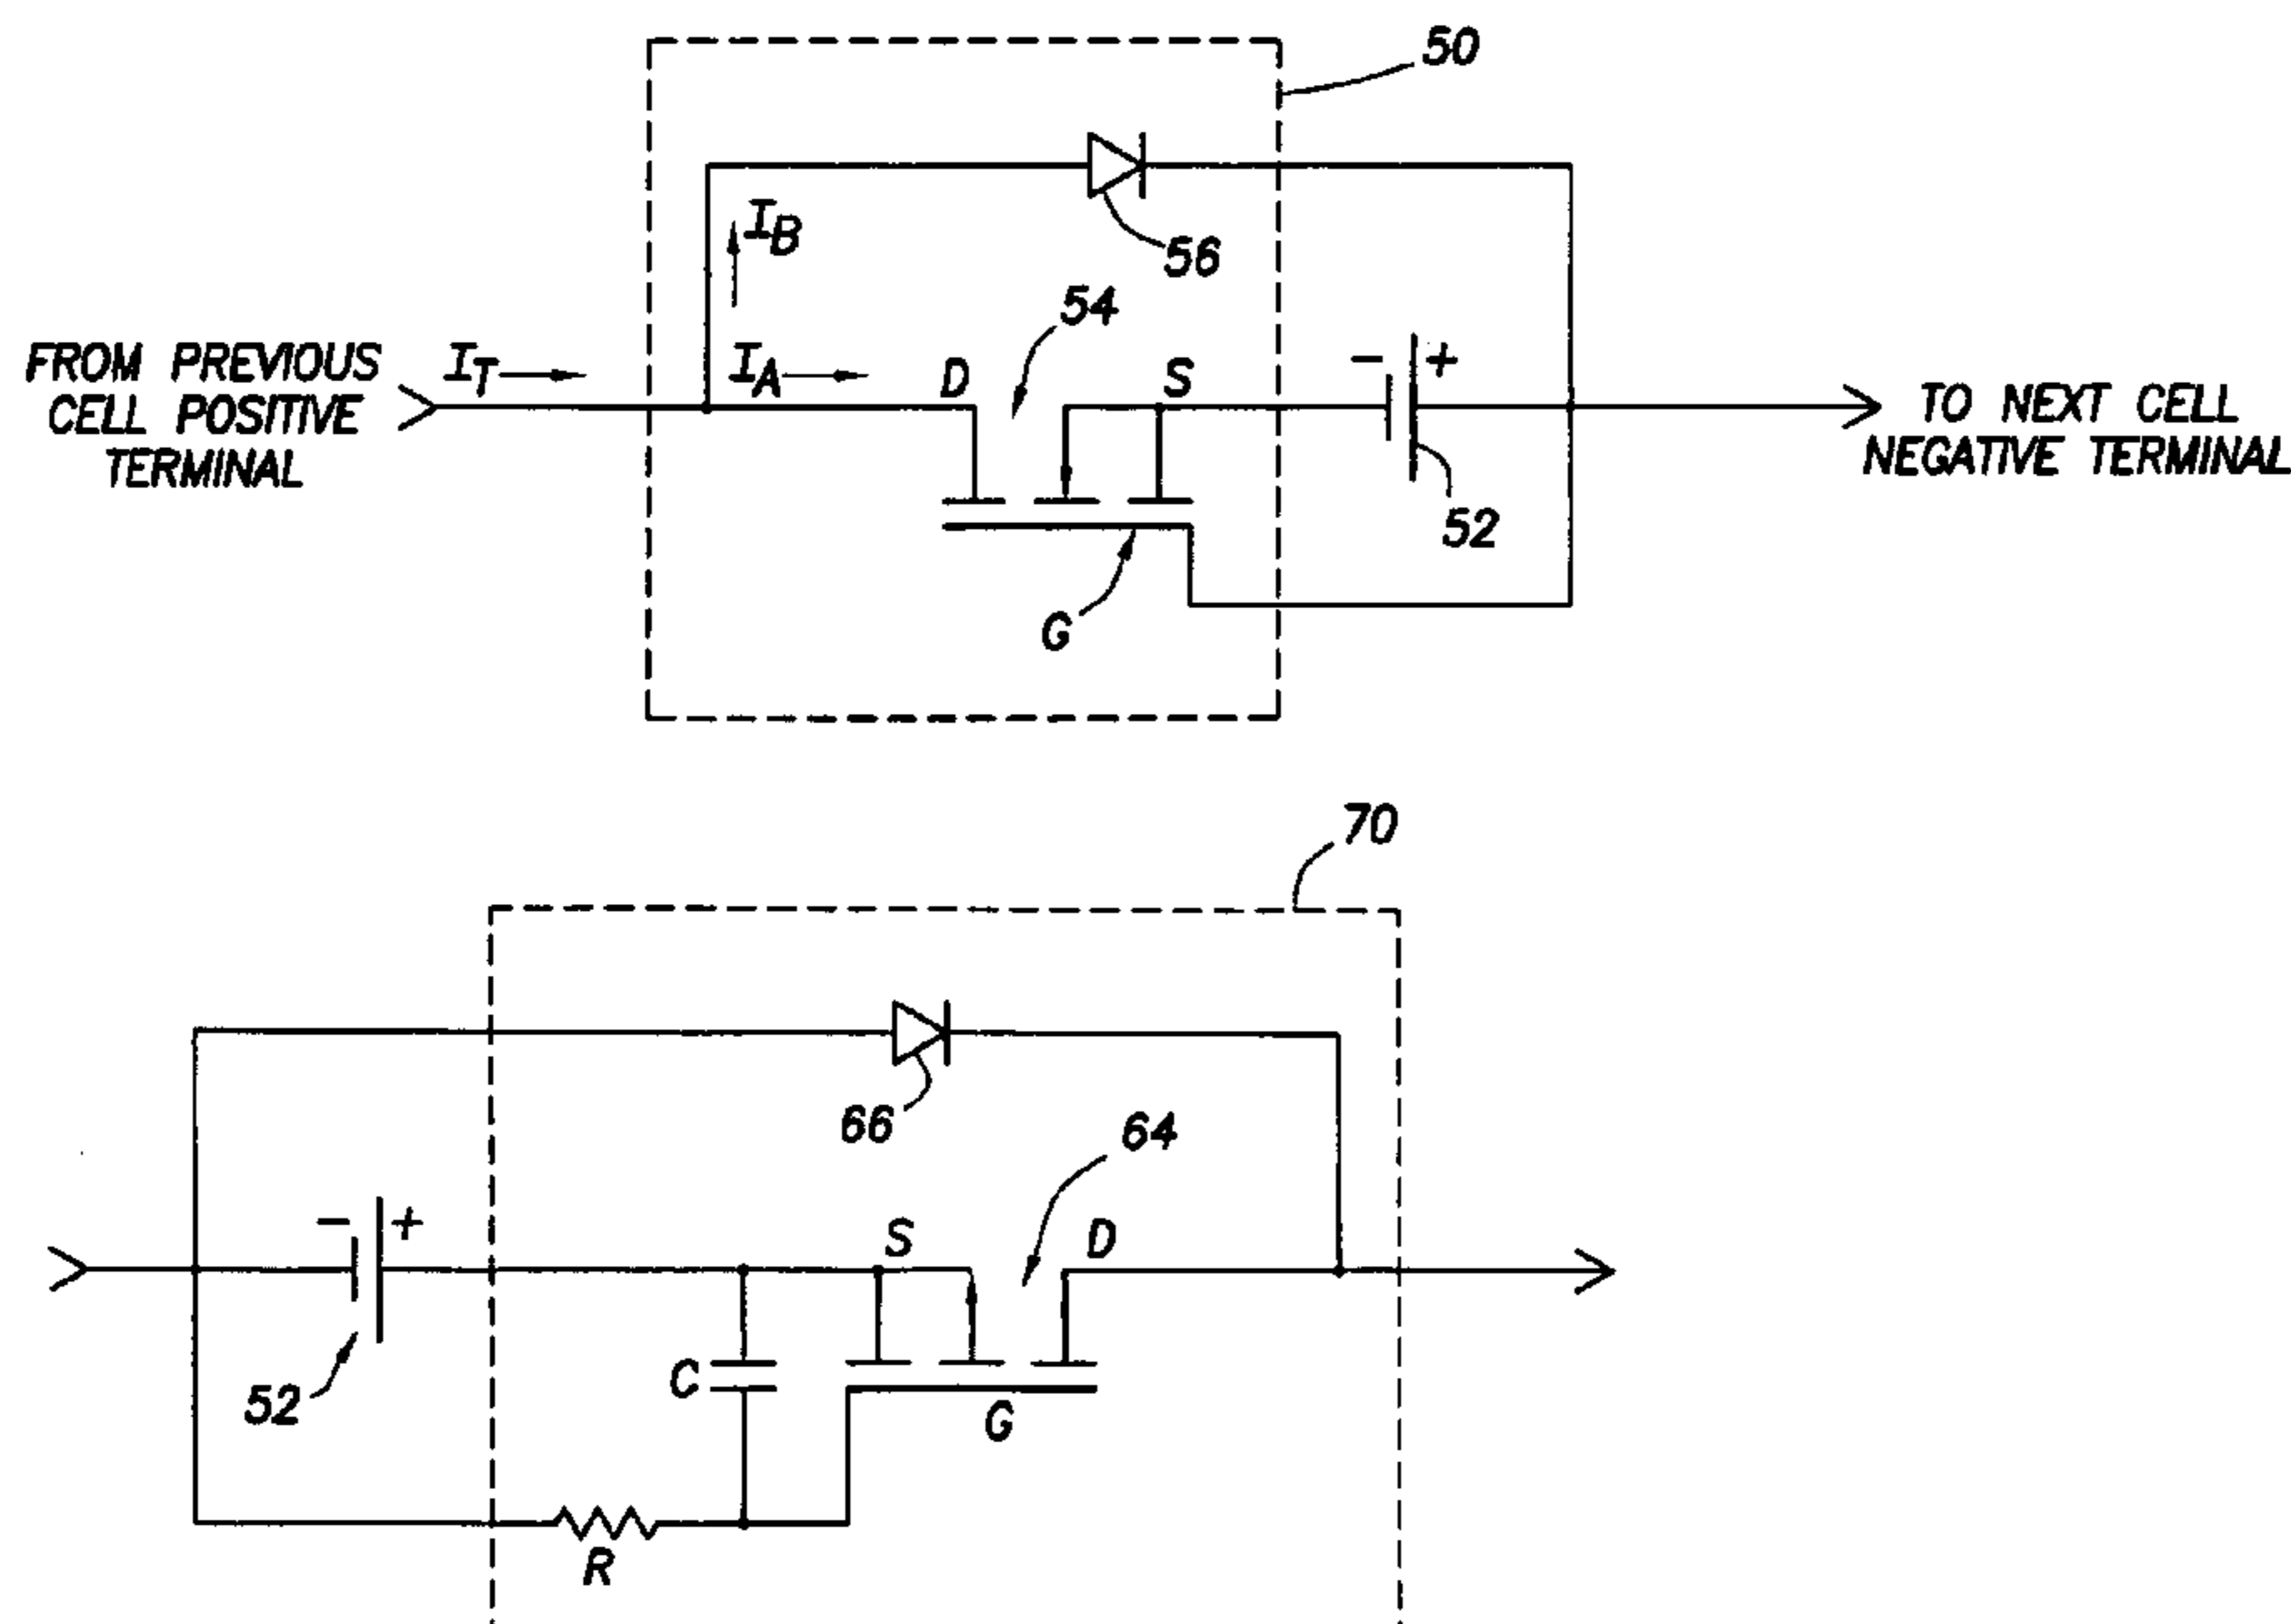 50
I_B
56
54
FROM PREVIOUS
CELL POSITIVE
TERMINAL
I_T
I_A
D
S
-
+
TO NEXT CELL
NEGATIVE TERMINAL
52
G
70
66
64
-
+
S
D
C
52
G
R